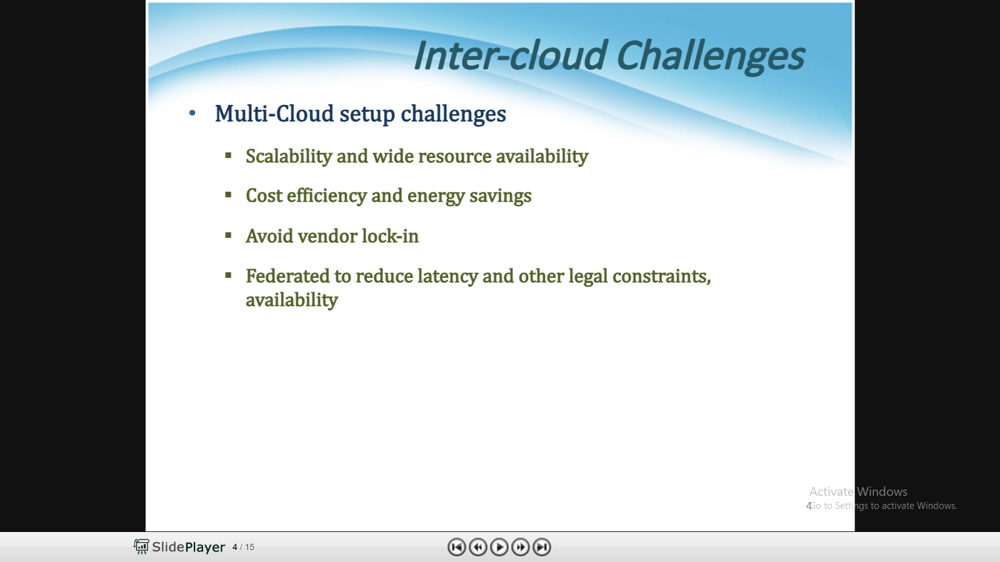 Inter-cloud Challenges
• Multi-Cloud setup challenges
▪ Scalability and wide resource availability
▪ Cost efficiency and energy savings
▪ Avoid vendor lock-in
▪ Federated to reduce latency and other legal constraints,
availability
Activate Windows
4
Go to Settings to activate Windows.
SlidePlayer 4 / 15